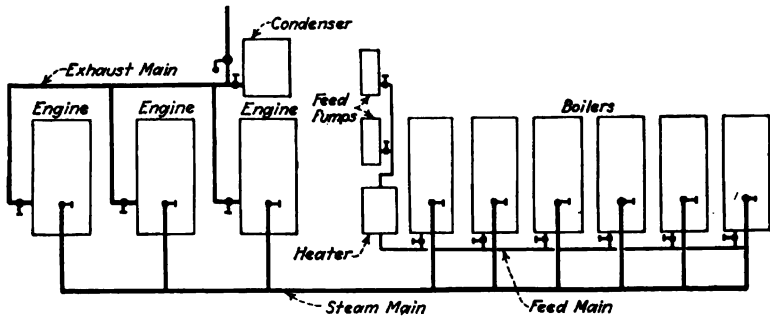 Condenser
Exhaust Main
Engine Engine Engine
Feed
Pumps
Boilers
Heater
Steam Main
Feed Main